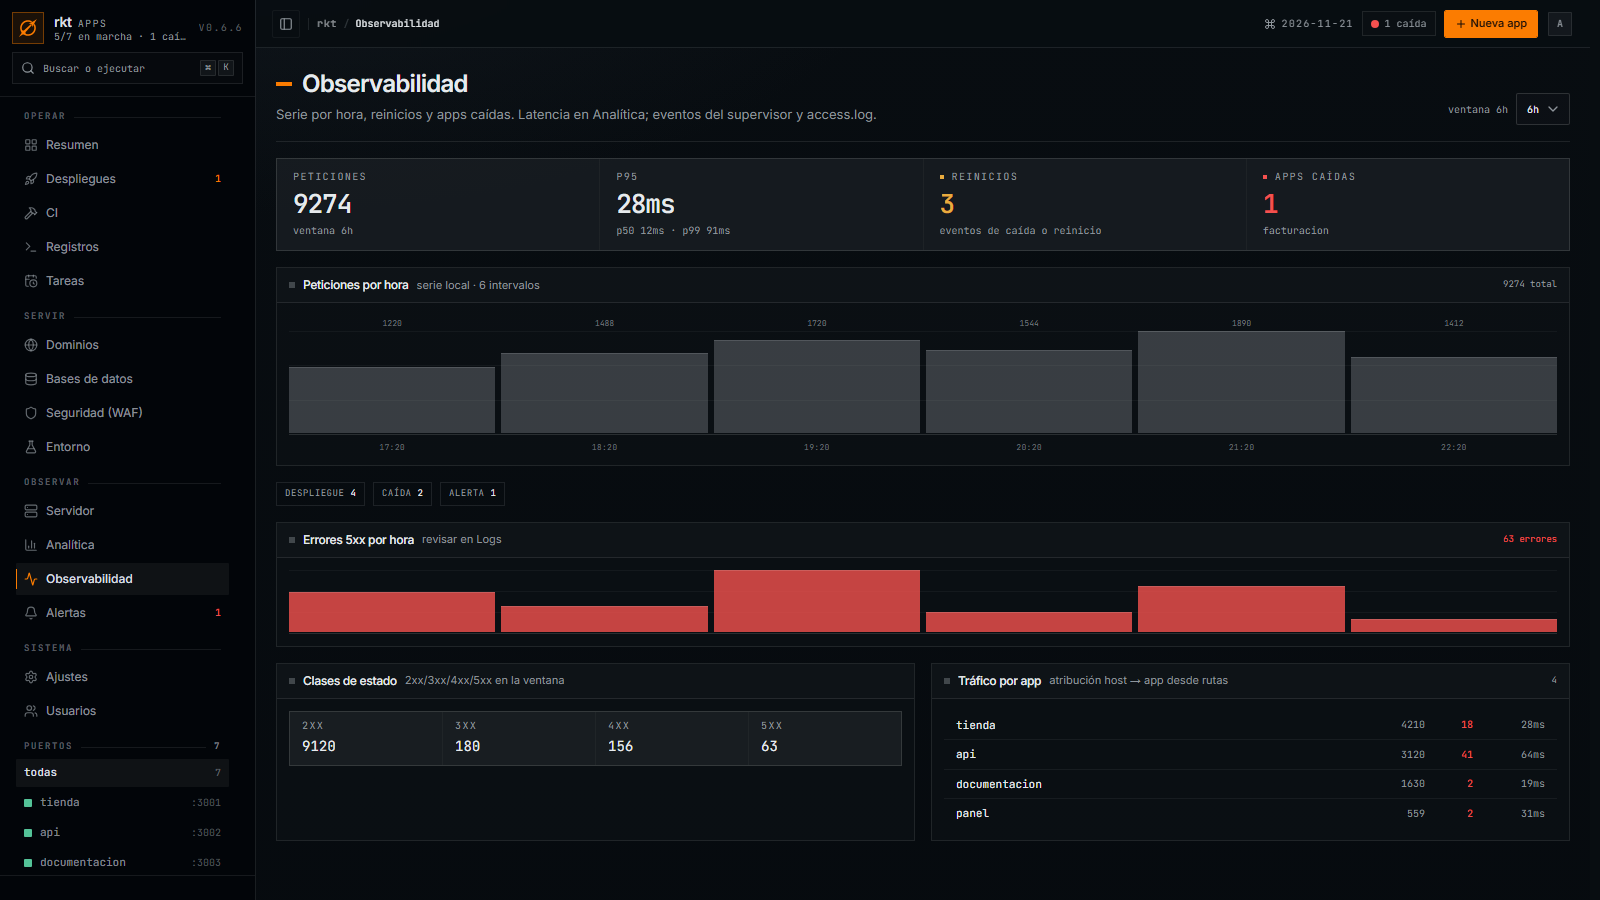 rkt APPS
V0.6.6
5/7 en marcha · 1 caí…
Buscar o ejecutar ⌘ K
OPERAR
Resumen
Despliegues 1
CI
Registros
Tareas
SERVIR
Dominios
Bases de datos
Seguridad (WAF)
Entorno
OBSERVAR
Servidor
Analítica
Observabilidad
Alertas 1
SISTEMA
Ajustes
Usuarios
PUERTOS 7
todas 7
tienda :3001
api :3002
documentacion :3003
rkt / Observabilidad
⌘ 2026-11-21
1 caída
+ Nueva app
A
Observabilidad
Serie por hora, reinicios y apps caídas. Latencia en Analítica; eventos del supervisor y access.log.
ventana 6h
6h
PETICIONES
9274
ventana 6h
P95
28ms
p50 12ms · p99 91ms
REINICIOS
3
eventos de caída o reinicio
APPS CAÍDAS
1
facturacion
Peticiones por hora serie local · 6 intervalos
9274 total
1220 1488 1720 1544 1890 1412
17:20 18:20 19:20 20:20 21:20 22:20
DESPLIEGUE 4
CAÍDA 2
ALERTA 1
Errores 5xx por hora revisar en Logs
63 errores
Clases de estado 2xx/3xx/4xx/5xx en la ventana
2XX 3XX 4XX 5XX
9120 180 156 63
Tráfico por app atribución host → app desde rutas
4
tienda 4210 18 28ms
api 3120 41 64ms
documentacion 1630 2 19ms
panel 559 2 31ms